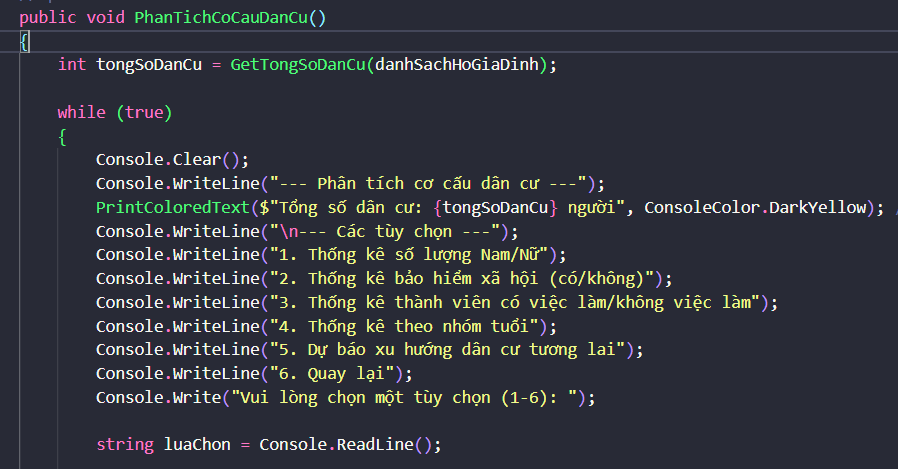 public void PhanTichCoCauDanCu()
{
int tongSoDanCu = GetTongSoDanCu(danhSachHoGiaDinh);
while (true)
{
Console.Clear();
Console.WriteLine("--- Phân tích cơ cấu dân cư ---");
PrintColoredText($"Tổng số dân cư: {tongSoDanCu} người", ConsoleColor.DarkYellow);
Console.WriteLine("\n--- Các tùy chọn ---");
Console.WriteLine("1. Thống kê số lượng Nam/Nữ");
Console.WriteLine("2. Thống kê bảo hiểm xã hội (có/không)");
Console.WriteLine("3. Thống kê thành viên có việc làm/không việc làm");
Console.WriteLine("4. Thống kê theo nhóm tuổi");
Console.WriteLine("5. Dự báo xu hướng dân cư tương lai");
Console.WriteLine("6. Quay lại");
Console.Write("Vui lòng chọn một tùy chọn (1-6): ");
string luaChon = Console.ReadLine();